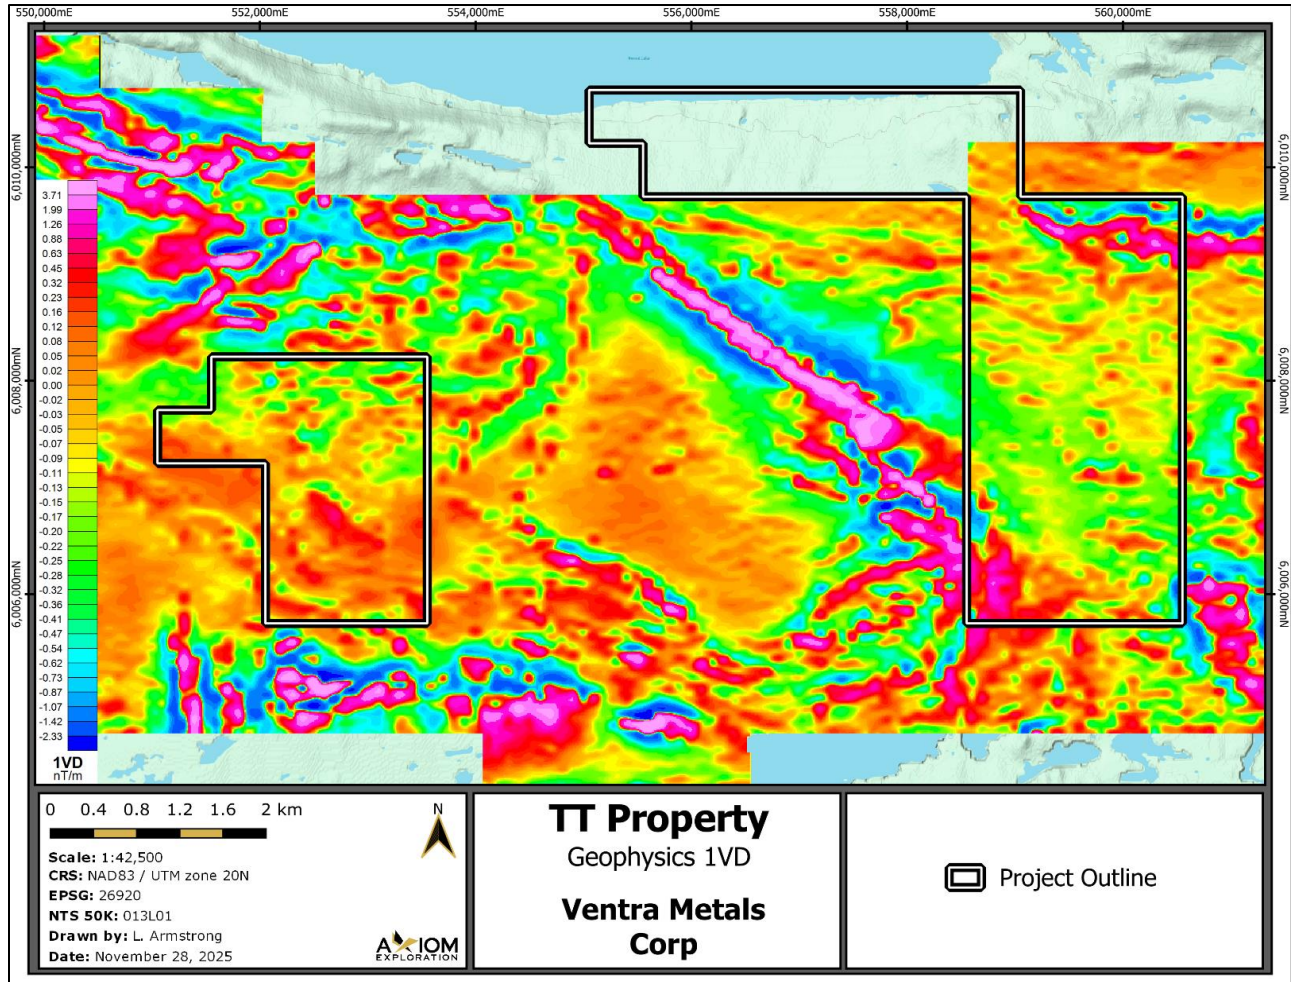 550,000mE
552,000mE
554,000mE
556,000mE
558,000mE
560,000mE
6,010,000mN
6,010,000mN
6,008,000mN
6,008,000mN
6,006,000mN
6,006,000mN
3.71
1.99
1.26
0.88
0.63
0.45
0.32
0.23
0.16
0.12
0.08
0.05
0.02
0.00
-0.02
-0.03
-0.05
-0.07
-0.09
-0.11
-0.13
-0.15
-0.17
-0.20
-0.22
-0.25
-0.28
-0.32
-0.36
-0.41
-0.47
-0.54
-0.62
-0.73
-0.87
-1.07
-1.42
-2.33
1VD
nT/m
0 0.4 0.8 1.2 1.6 2 km
N
Scale: 1:42,500
CRS: NAD83 / UTM zone 20N
EPSG: 26920
NTS 50K: 013L01
Drawn by: L. Armstrong
Date: November 28, 2025
AXIOM
EXPLORATION
TT Property
Geophysics 1VD
Ventra Metals
Corp
Project Outline